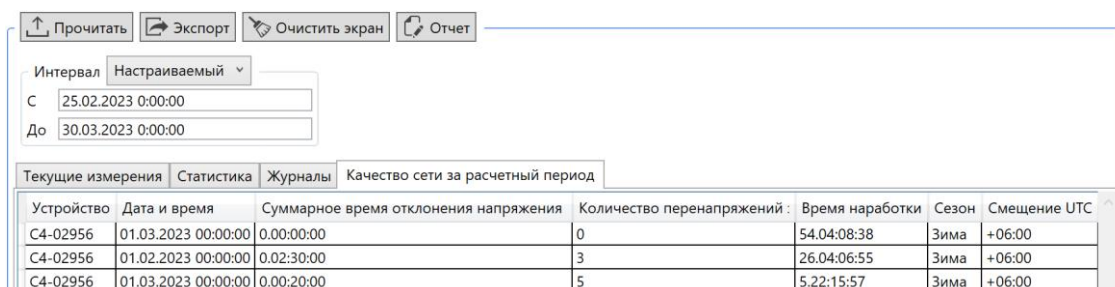 Прочитать Экспорт Очистить экран Отчет
Интервал Настраиваемый
С 25.02.2023 0:00:00
До 30.03.2023 0:00:00
Текущие измерения Статистика Журналы Качество сети за расчетный период
Устройство Дата и время Суммарное время отклонения напряжения Количество перенапряжений : Время наработки Сезон Смещение UTC
C4-02956 01.03.2023 00:00:00 0.00:00:00 0 54.04:08:38 Зима +06:00
C4-02956 01.02.2023 00:00:00 0.02:30:00 3 26.04:06:55 Зима +06:00
C4-02956 01.03.2023 00:00:00 0.00:20:00 5 5.22:15:57 Зима +06:00